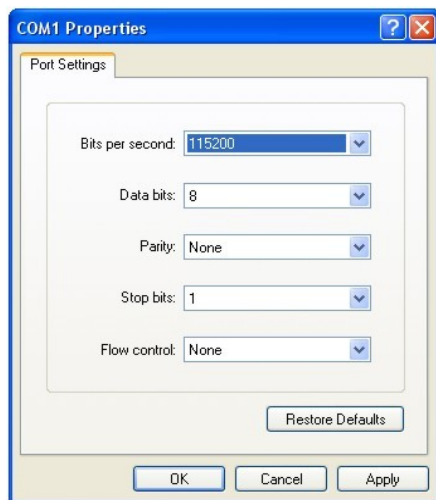 COM1 Properties
Port Settings
Bits per second: 115200
Data bits: 8
Parity: None
Stop bits: 1
Flow control: None
Restore Defaults
OK Cancel Apply